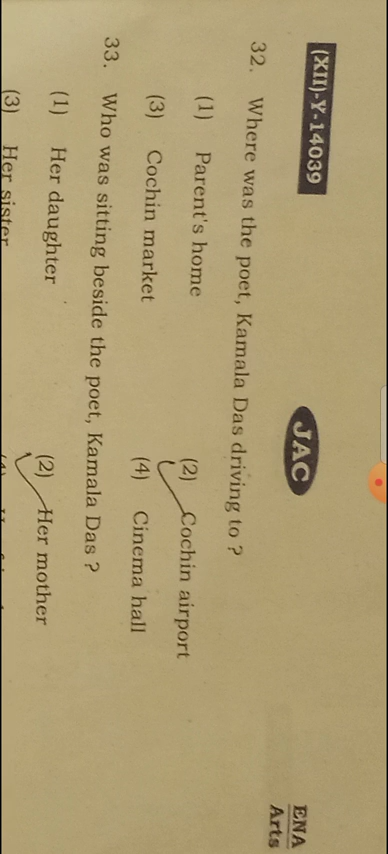 (XII)-Y-14039 JAC ENA
Arts
32. Where was the poet, Kamala Das driving to ?
(1) Parent's home (2) Cochin airport
(3) Cochin market (4) Cinema hall
33. Who was sitting beside the poet, Kamala Das ?
(1) Her daughter (2) Her mother
(3) Her sister